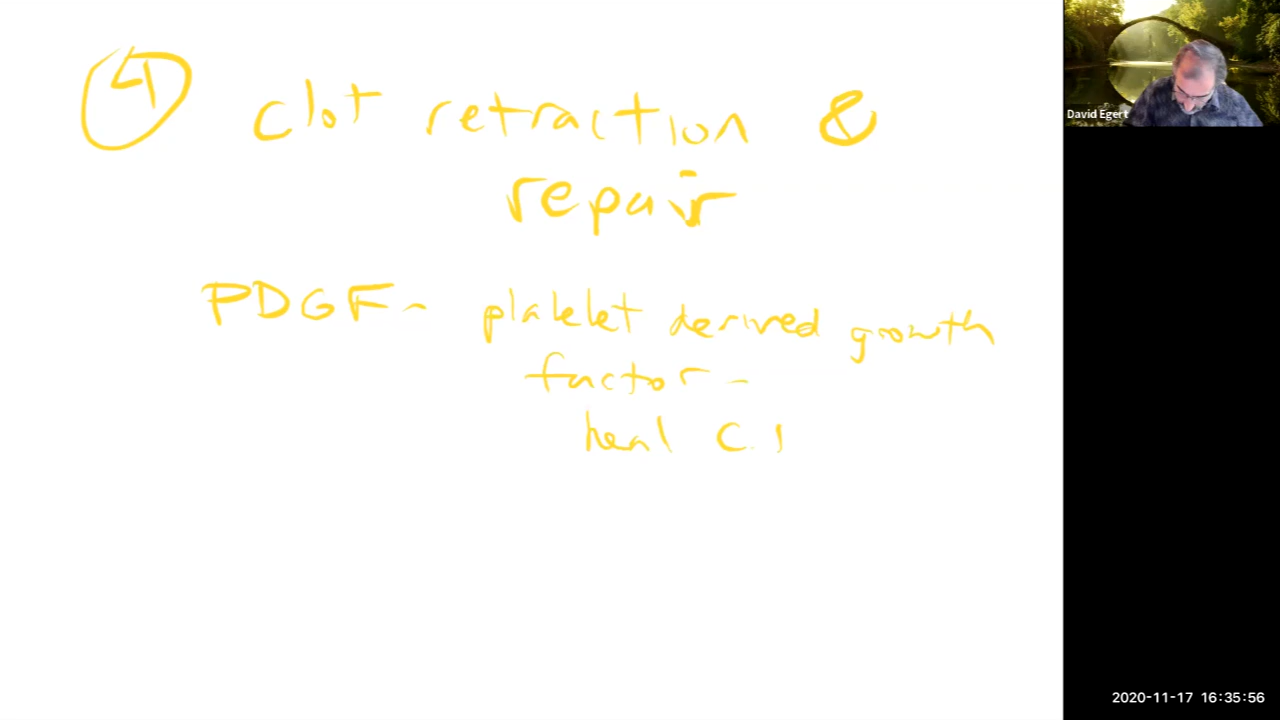 4 clot retraction &
repair
PDGF- platelet derived growth
factor -
heal C.
David Egert
2020-11-17 16:35:56